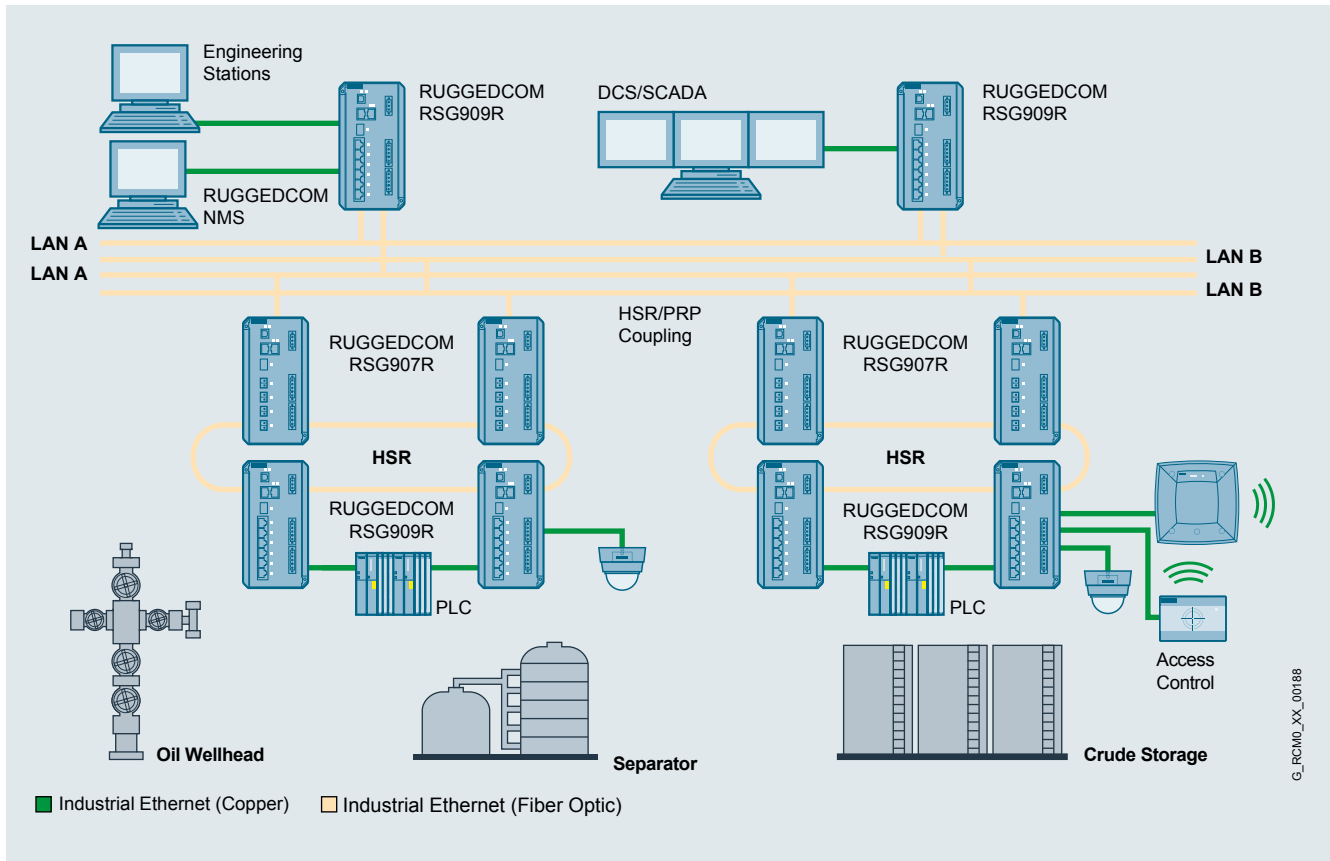 Engineering
Stations
RUGGEDCOM
RSG909R
DCS/SCADA
RUGGEDCOM
RSG909R
RUGGEDCOM
NMS
LAN A
LAN B
LAN A
LAN B
HSR/PRP
Coupling
RUGGEDCOM
RSG907R
RUGGEDCOM
RSG907R
HSR
HSR
RUGGEDCOM
RSG909R
RUGGEDCOM
RSG909R
PLC
PLC
Access
Control
Oil Wellhead
Separator
Crude Storage
G_RCM0_XX_00188
Industrial Ethernet (Copper)
Industrial Ethernet (Fiber Optic)